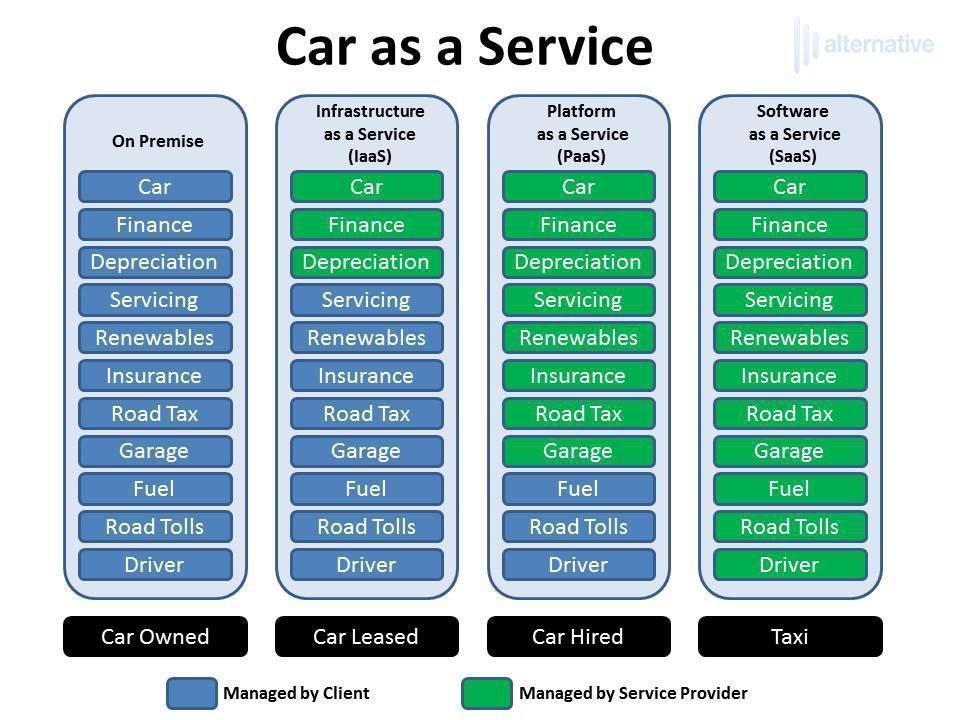 Car as a Service
alternative
On Premise
Car
Finance
Depreciation
Servicing
Renewables
Insurance
Road Tax
Garage
Fuel
Road Tolls
Driver
Car Owned
Infrastructure
as a Service
(IaaS)
Car
Finance
Depreciation
Servicing
Renewables
Insurance
Road Tax
Garage
Fuel
Road Tolls
Driver
Car Leased
Platform
as a Service
(PaaS)
Car
Finance
Depreciation
Servicing
Renewables
Insurance
Road Tax
Garage
Fuel
Road Tolls
Driver
Car Hired
Software
as a Service
(SaaS)
Car
Finance
Depreciation
Servicing
Renewables
Insurance
Road Tax
Garage
Fuel
Road Tolls
Driver
Taxi
Managed by Client
Managed by Service Provider